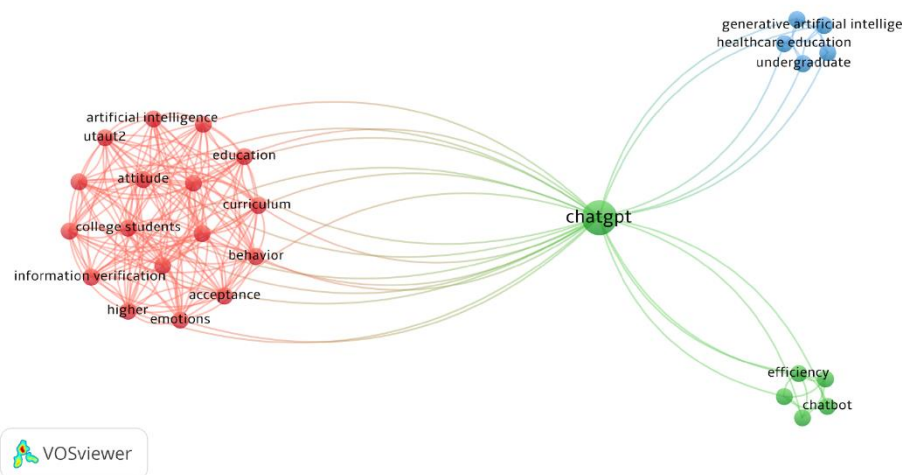 generative artificial intellige
healthcare education
undergraduate
artificial intelligence
utaut2
education
attitude
curriculum
chatgpt
college students
behavior
information verification
acceptance
higher
emotions
efficiency
chatbot
VOSviewer